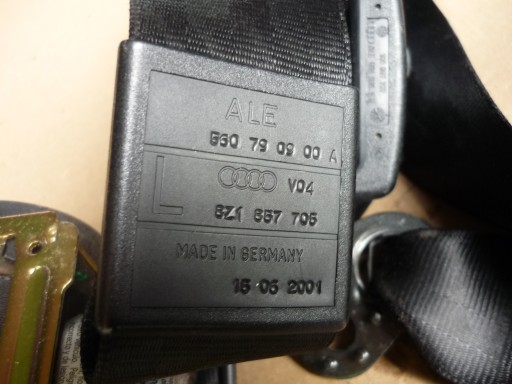 ALE
560 79 09 00 A
L
V04
8Z1 857 705
MADE IN GERMANY
15 05 2001